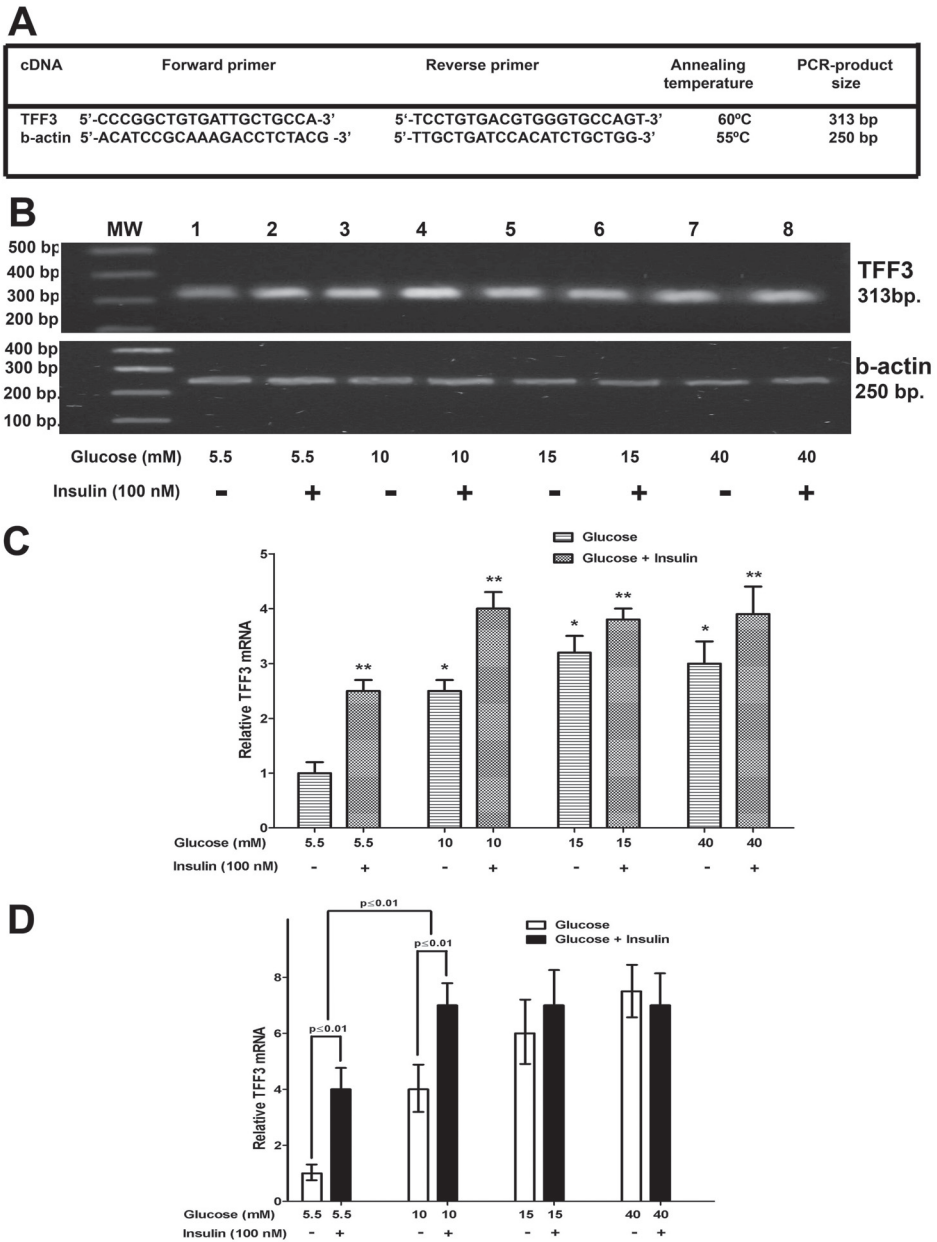 A
cDNA Forward primer Reverse primer Annealing temperature PCR-product size
TFF3 5’-CCCGGCTGTGATTGCTGCCA-3’ 5‘-TCCTGTGACGTGGGTGCCAGT-3’ 60ºC 313 bp
b-actin 5’-ACATCCGCAAAGACCTCTACG -3’ 5’-TTGCTGATCCACATCTGCTGG-3’ 55ºC 250 bp
B
MW 1 2 3 4 5 6 7 8
500 bp
400 bp
300 bp
200 bp
TFF3
313bp.
400 bp
300 bp
200 bp.
100 bp.
b-actin
250 bp.
Glucose (mM) 5.5 5.5 10 10 15 15 40 40
Insulin (100 nM) - + - + - + - +
C
Glucose
Glucose + Insulin
Relative TFF3 mRNA
5
4
3
2
1
0
** * ** * ** * **
Glucose (mM) 5.5 5.5 10 10 15 15 40 40
Insulin (100 nM) - + - + - + - +
D
p≤0.01
p≤0.01
p≤0.01
Glucose
Glucose + Insulin
Relative TFF3 mRNA
8
6
4
2
0
Glucose (mM) 5.5 5.5 10 10 15 15 40 40
Insulin (100 nM) - + - + - + - +